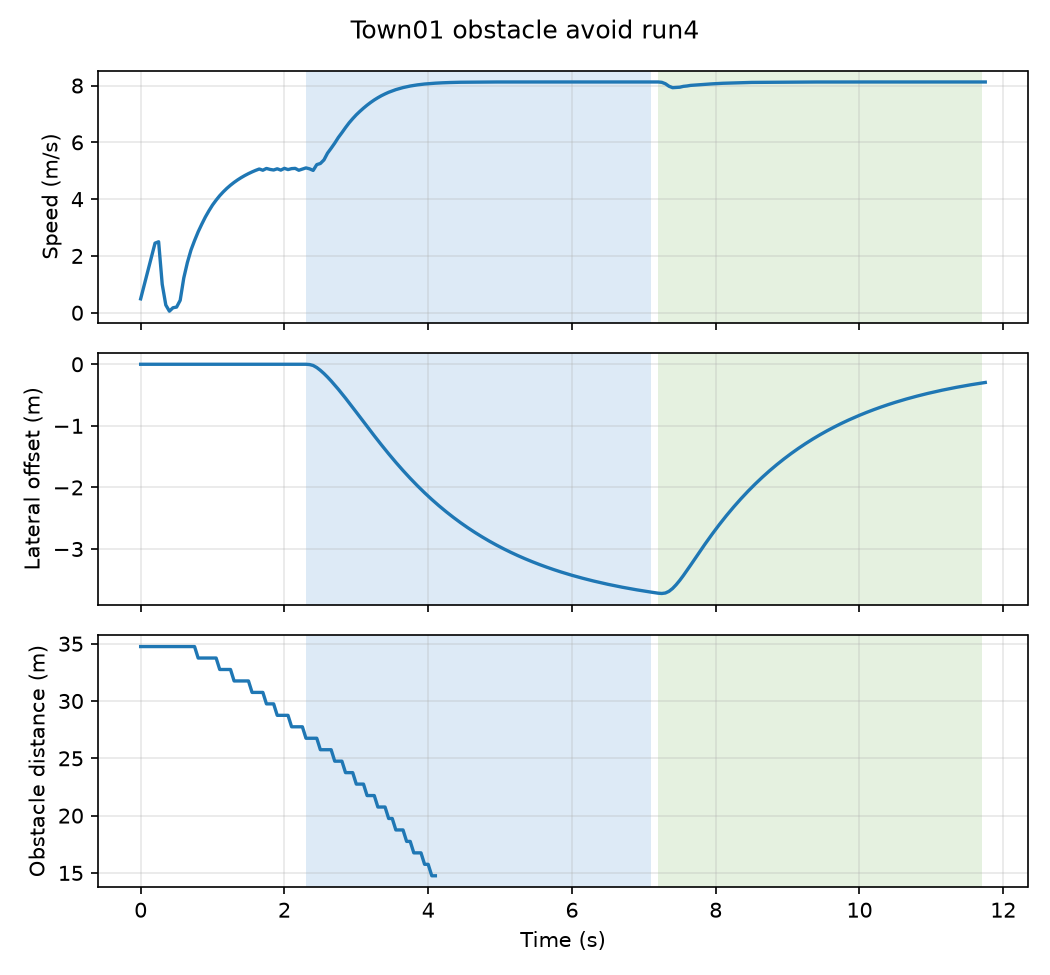 Town01 obstacle avoid run4
Speed (m/s)
8
6
4
2
0
Lateral offset (m)
0
−1
−2
−3
Obstacle distance (m)
35
30
25
20
15
0 2 4 6 8 10 12
Time (s)